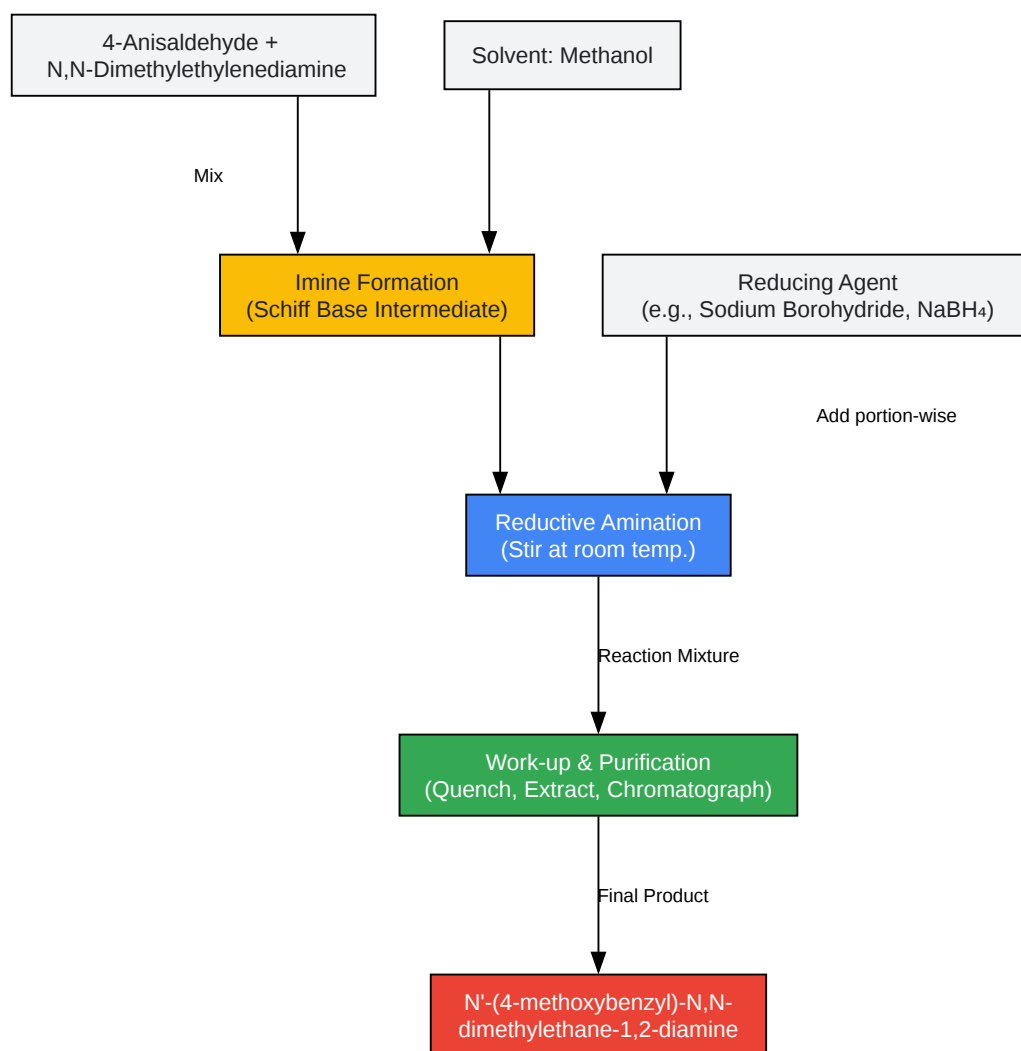 4-Anisaldehyde +
N,N-Dimethylethylenediamine
Solvent: Methanol
Mix
Imine Formation
(Schiff Base Intermediate)
Reducing Agent
(e.g., Sodium Borohydride, NaBH₄)
Add portion-wise
Reductive Amination
(Stir at room temp.)
Reaction Mixture
Work-up & Purification
(Quench, Extract, Chromatograph)
Final Product
N'-(4-methoxybenzyl)-N,N-
dimethylethane-1,2-diamine